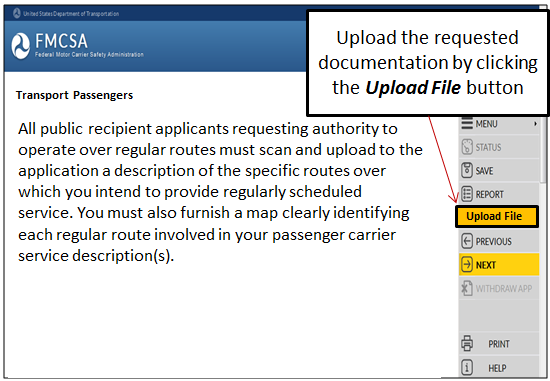 United States Department of Transportation
FMCSA
Federal Motor Carrier Safety Administration
Upload the requested
documentation by clicking
the Upload File button
Transport Passengers
All public recipient applicants requesting authority to
operate over regular routes must scan and upload to the
application a description of the specific routes over
which you intend to provide regularly scheduled
service. You must also furnish a map clearly identifying
each regular route involved in your passenger carrier
service description(s).
MENU
STATUS
SAVE
REPORT
Upload File
PREVIOUS
NEXT
WITHDRAW APP
PRINT
HELP